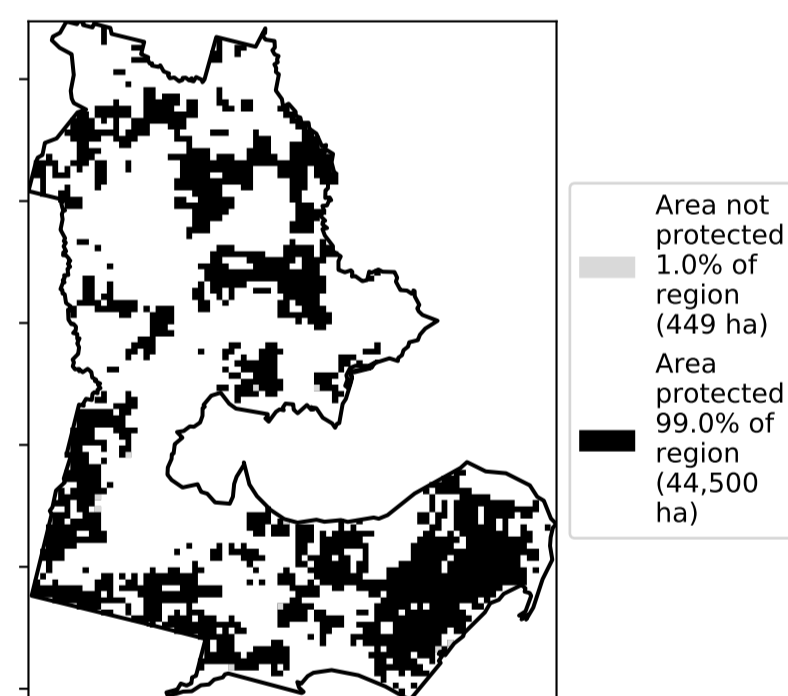 Area not
protected
1.0% of
region
(449 ha)
Area
protected
99.0% of
region
(44,500
ha)